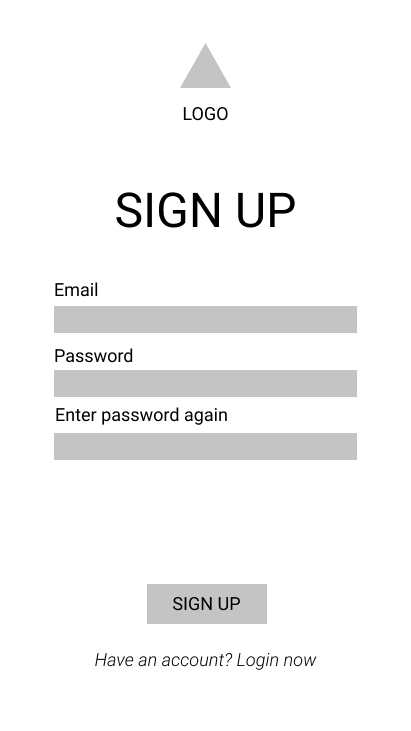 LOGO
SIGN UP
Email
Password
Enter password again
SIGN UP
Have an account? Login now